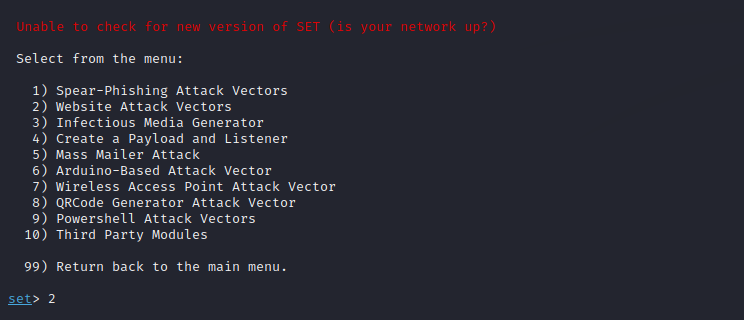 Unable to check for new version of SET (is your network up?)
Select from the menu:
1) Spear-Phishing Attack Vectors
2) Website Attack Vectors
3) Infectious Media Generator
4) Create a Payload and Listener
5) Mass Mailer Attack
6) Arduino-Based Attack Vector
7) Wireless Access Point Attack Vector
8) QRCode Generator Attack Vector
9) Powershell Attack Vectors
10) Third Party Modules
99) Return back to the main menu.
set> 2